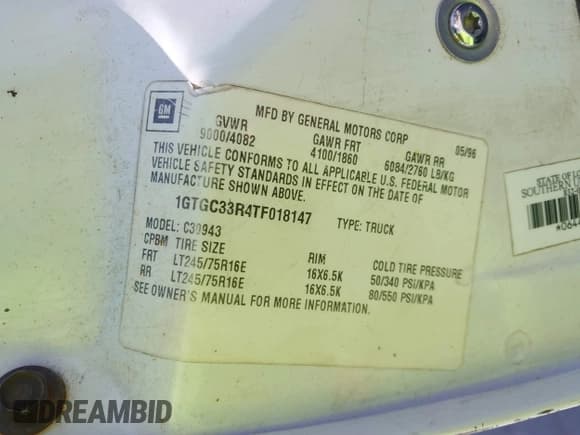 GM
MFD BY GENERAL MOTORS CORP 05/96
GVWR GAWR FRT GAWR RR
9000/4082 4100/1860 6084/2760 LB/KG
THIS VEHICLE CONFORMS TO ALL APPLICABLE U.S. FEDERAL MOTOR
VEHICLE SAFETY STANDARDS IN EFFECT ON THE DATE OF
MANUFACTURE SHOWN ABOVE.
1GTGC33R4TF018147 TYPE: TRUCK
MODEL: C30943
CPBM TIRE SIZE RIM COLD TIRE PRESSURE
FRT LT245/75R16E 16X6.5K 50/340 PSI/KPA
RR LT245/75R16E 16X6.5K 80/550 PSI/KPA
SEE OWNER'S MANUAL FOR MORE INFORMATION.
STATE OF
SOUTHERN
DREAMBID